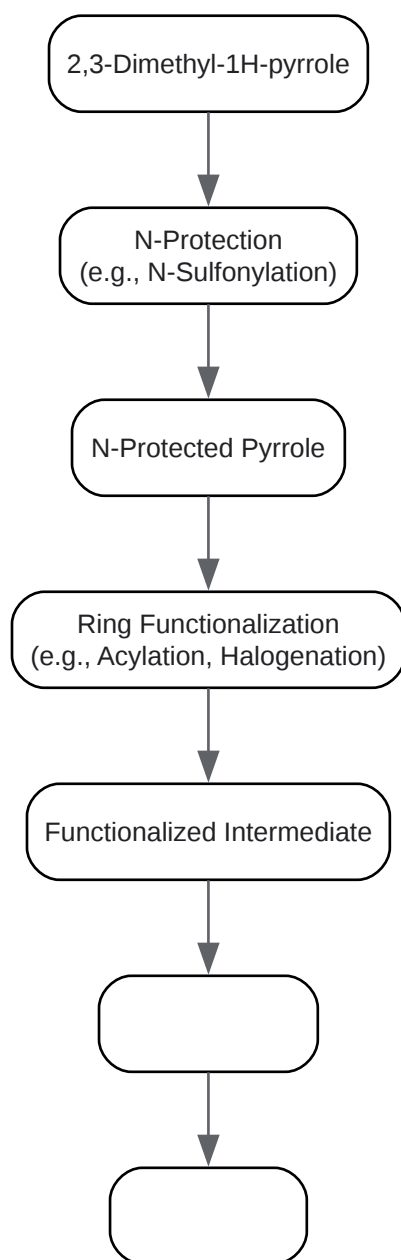 2,3-Dimethyl-1H-pyrrole
N-Protection
(e.g., N-Sulfonylation)
N-Protected Pyrrole
Ring Functionalization
(e.g., Acylation, Halogenation)
Functionalized Intermediate